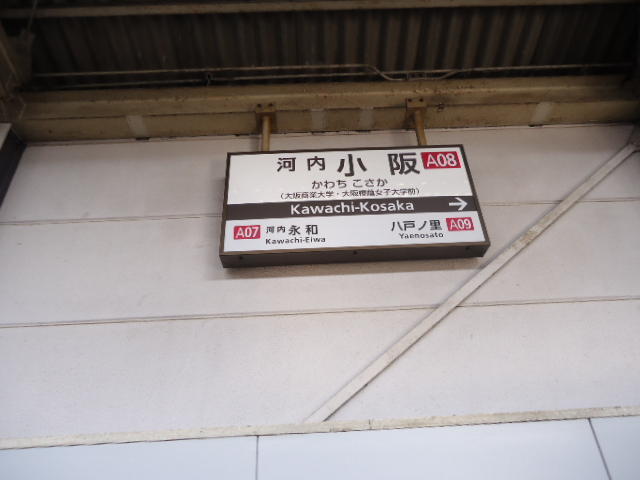 河内 小 阪 A08
かわち こさか
(大阪商業大学・大阪樟蔭女子大学前)
Kawachi-Kosaka →
A07 河内 永和 八戸ノ里 A09
Kawachi-Eiwa Yaenosato